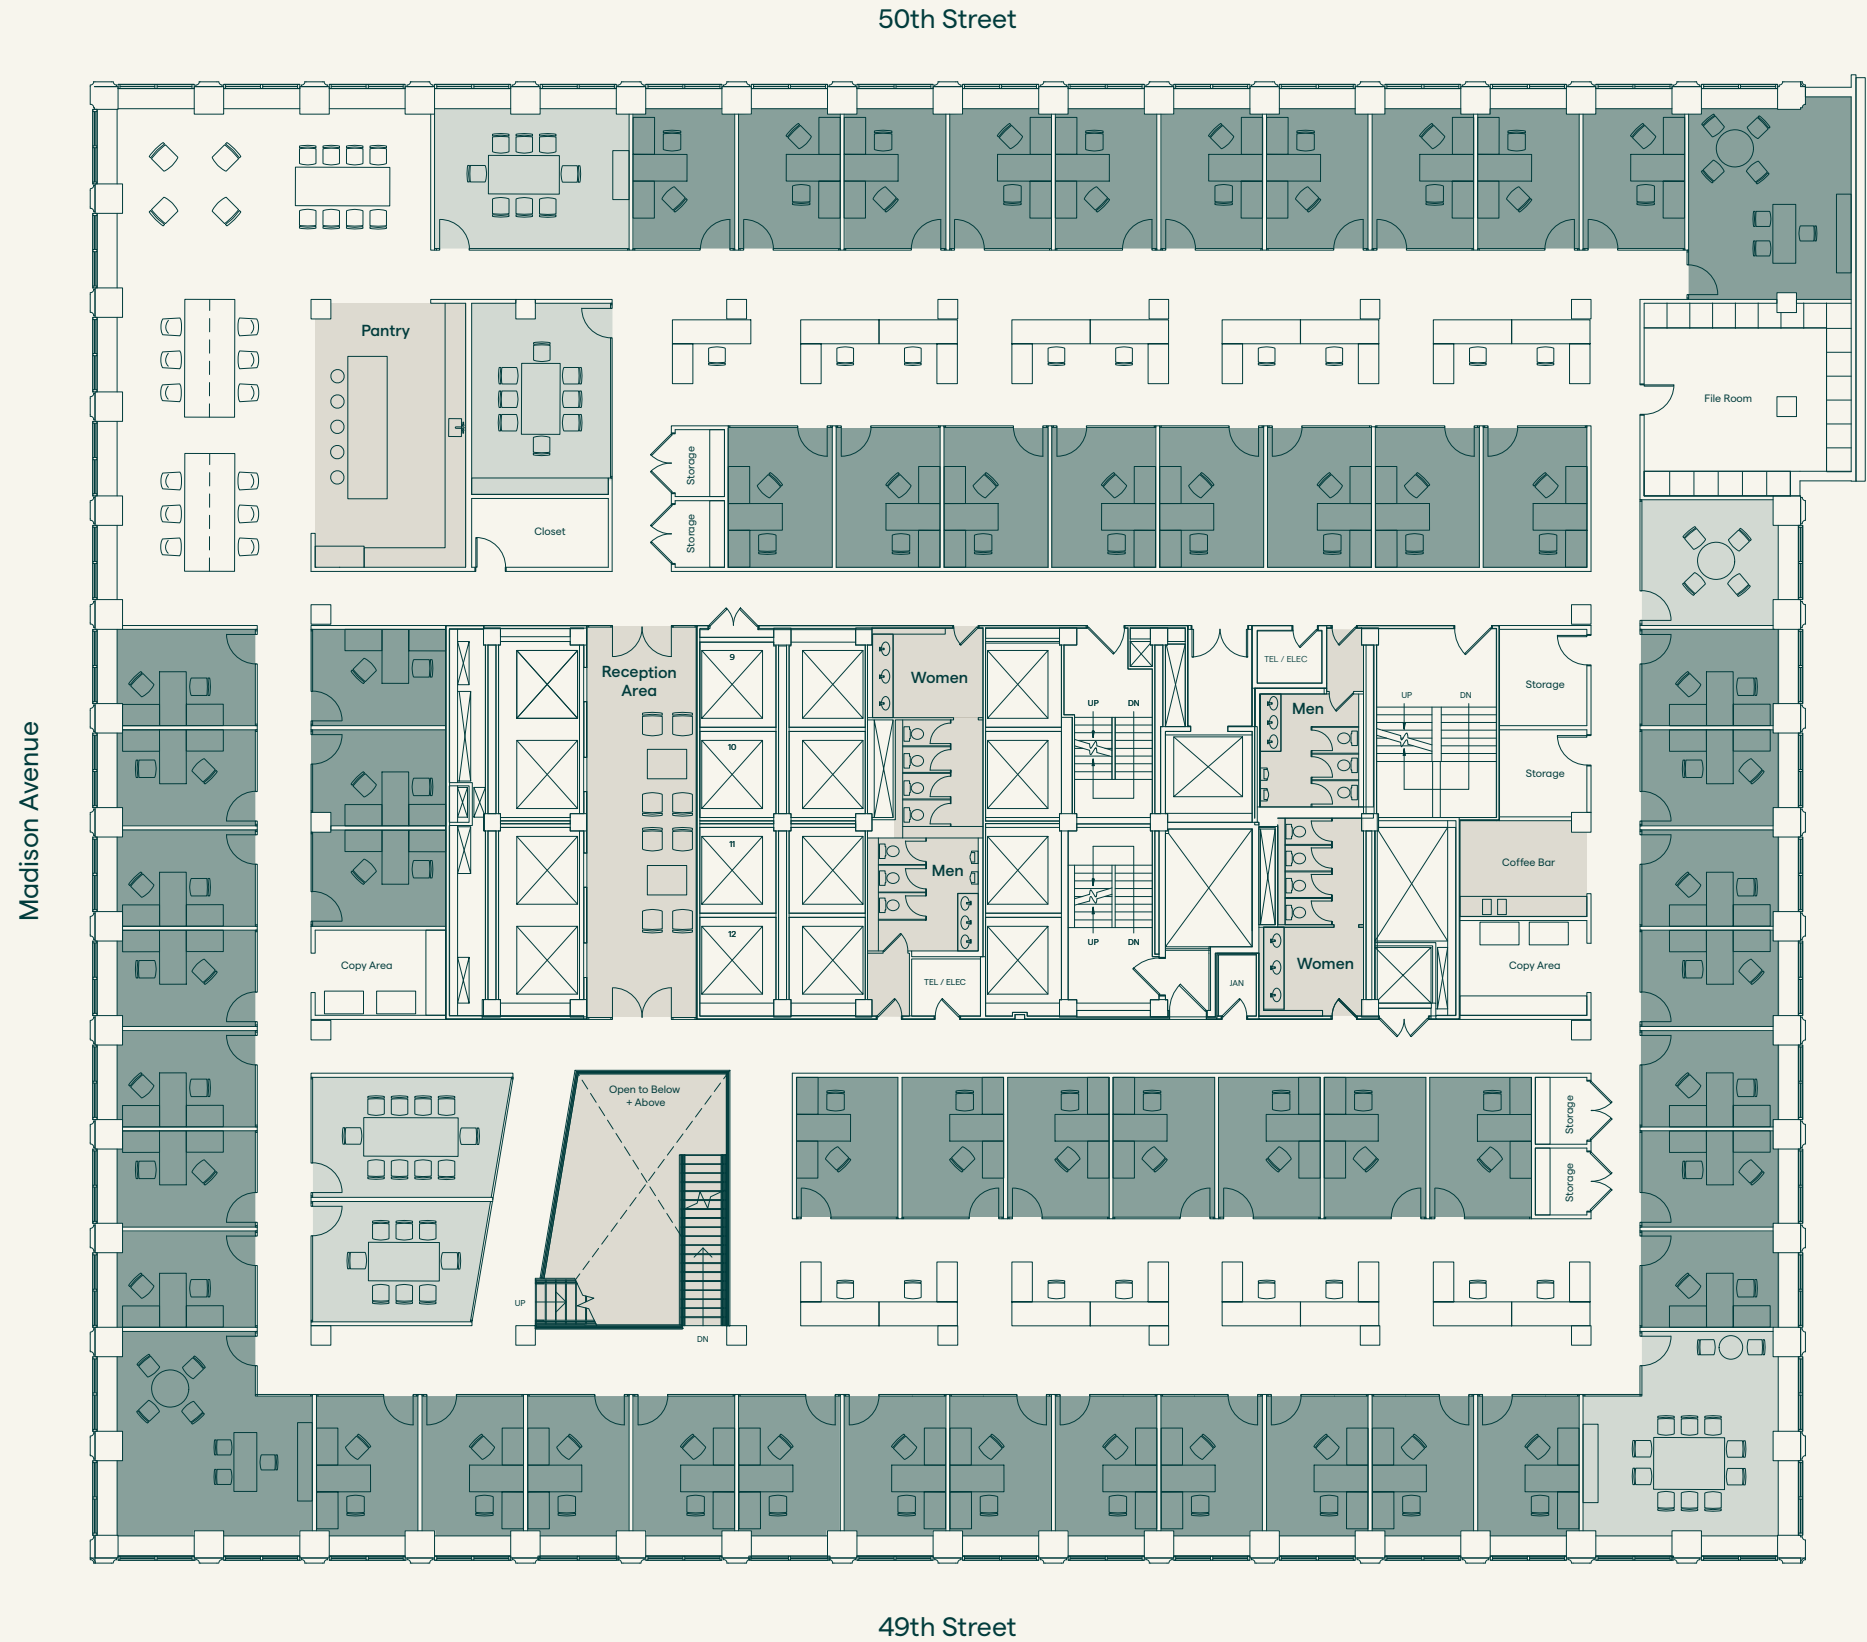 50th Street
Pantry
File Room
Storage
Closet
Storage
Madison Avenue
Reception
Area
9
Women
TEL / ELEC
Men
UP
DN
UP
DN
Storage
10
Storage
11
Men
Coffee Bar
12
UP
DN
Copy Area
TEL / ELEC
JAN
Women
Copy Area
Open to Below
+ Above
Storage
Storage
UP
DN
49th Street